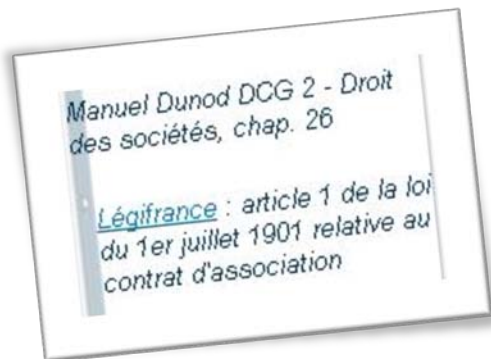 Manuel Dunod DCG 2 - Droit
des sociétés, chap. 26
Légifrance : article 1 de la loi
du 1er juillet 1901 relative au
contrat d'association